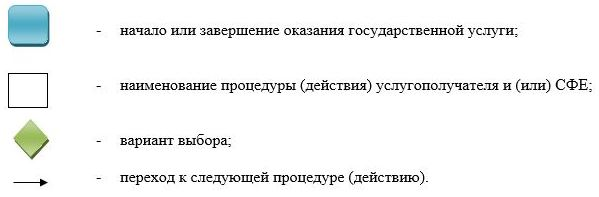 - начало или завершение оказания государственной услуги;
- наименование процедуры (действия) услугополучателя и (или) СФЕ;
- вариант выбора;
- переход к следующей процедуре (действию).